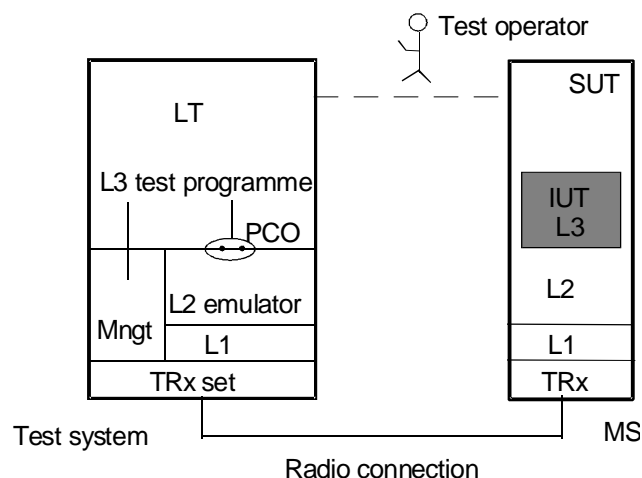 Test operator
SUT
LT
L3 test programme
IUT
L3
PCO
L2 emulator
L2
Mngt
L1
L1
TRx set
TRx
Test system
MS
Radio connection